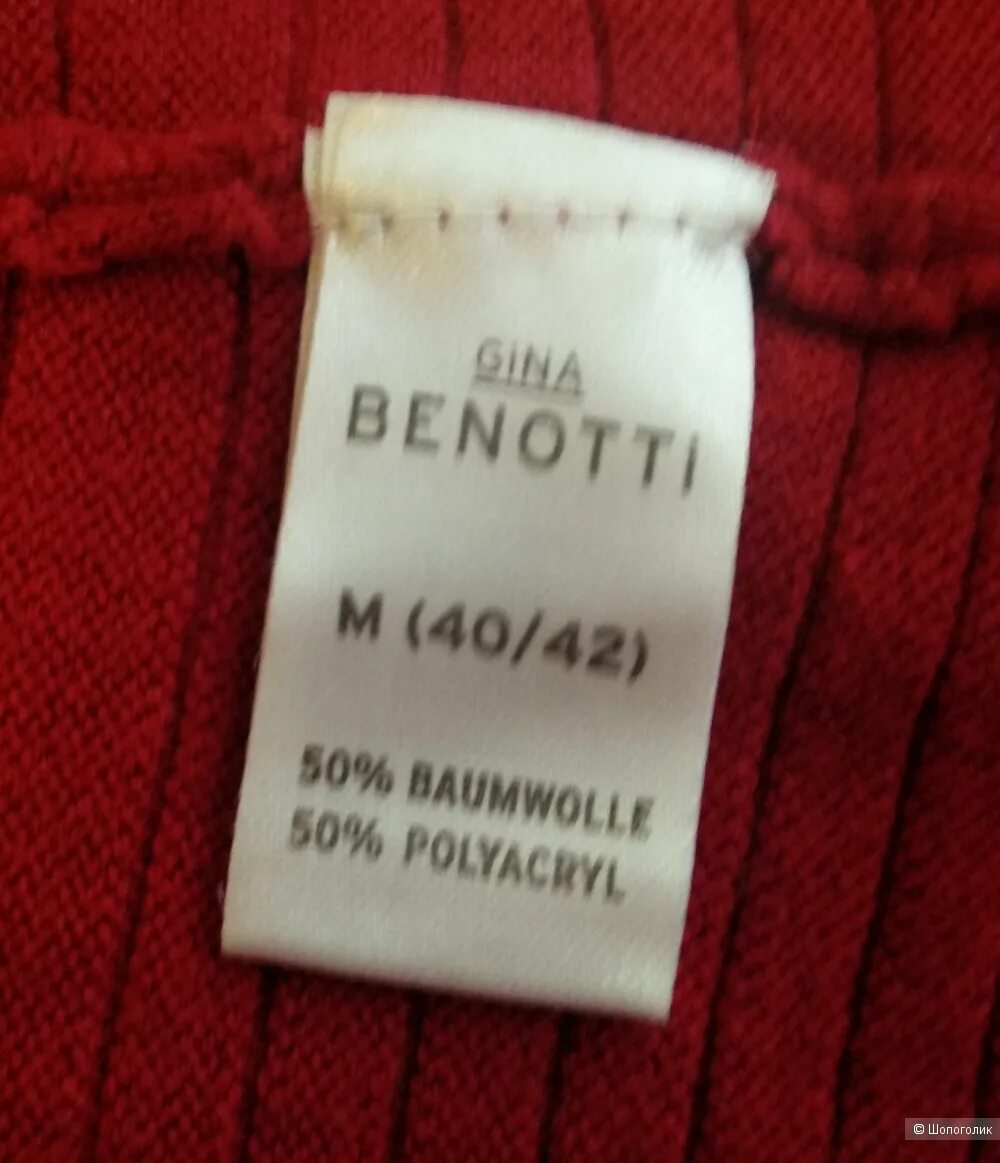 GINA
BENOTTI
M (40/42)
50% BAUMWOLLE
50% POLYACRYL
© Шопоголик